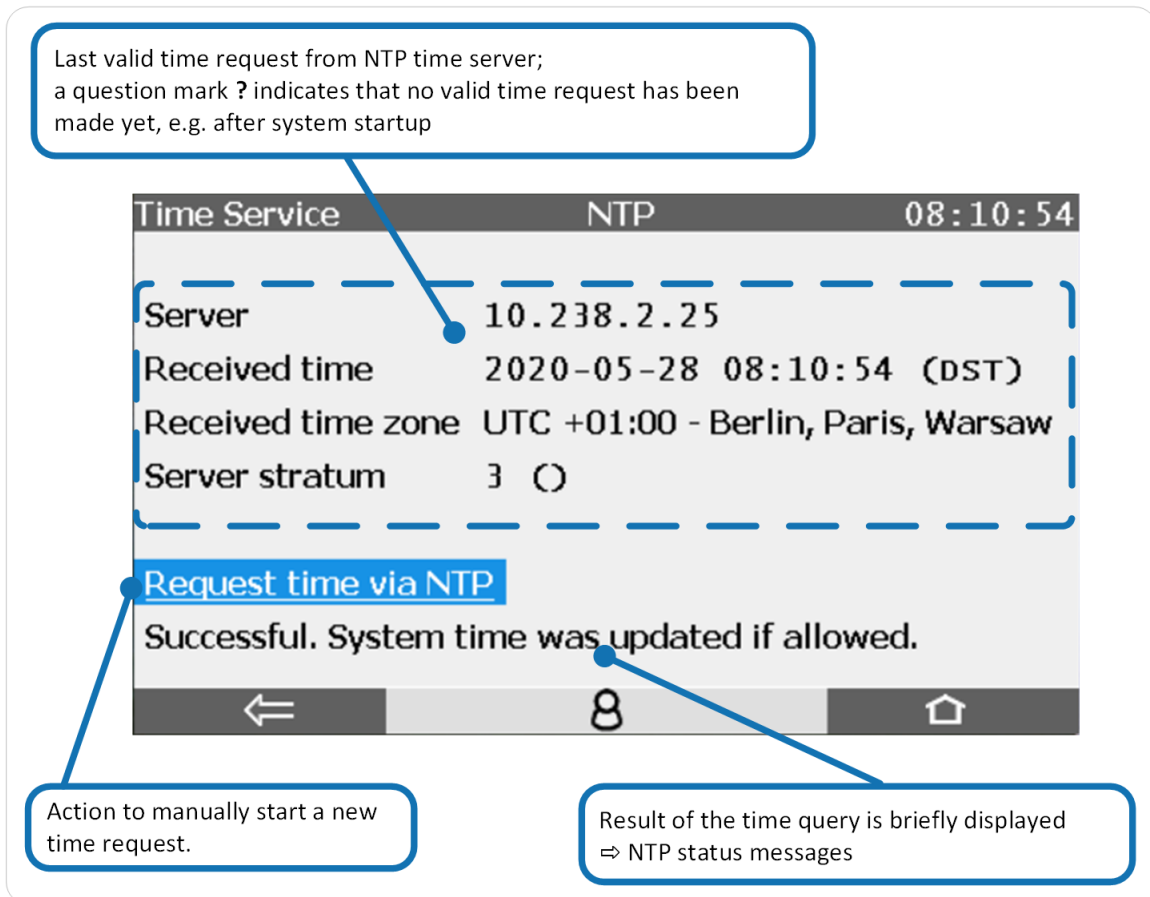 Last valid time request from NTP time server;
a question mark ? indicates that no valid time request has been
made yet, e.g. after system startup
Time Service NTP 08:10:54
Server 10.238.2.25
Received time 2020-05-28 08:10:54 (DST)
Received time zone UTC +01:00 - Berlin, Paris, Warsaw
Server stratum 3 ()
Request time via NTP
Successful. System time was updated if allowed.
Action to manually start a new
time request.
Result of the time query is briefly displayed
⇨ NTP status messages